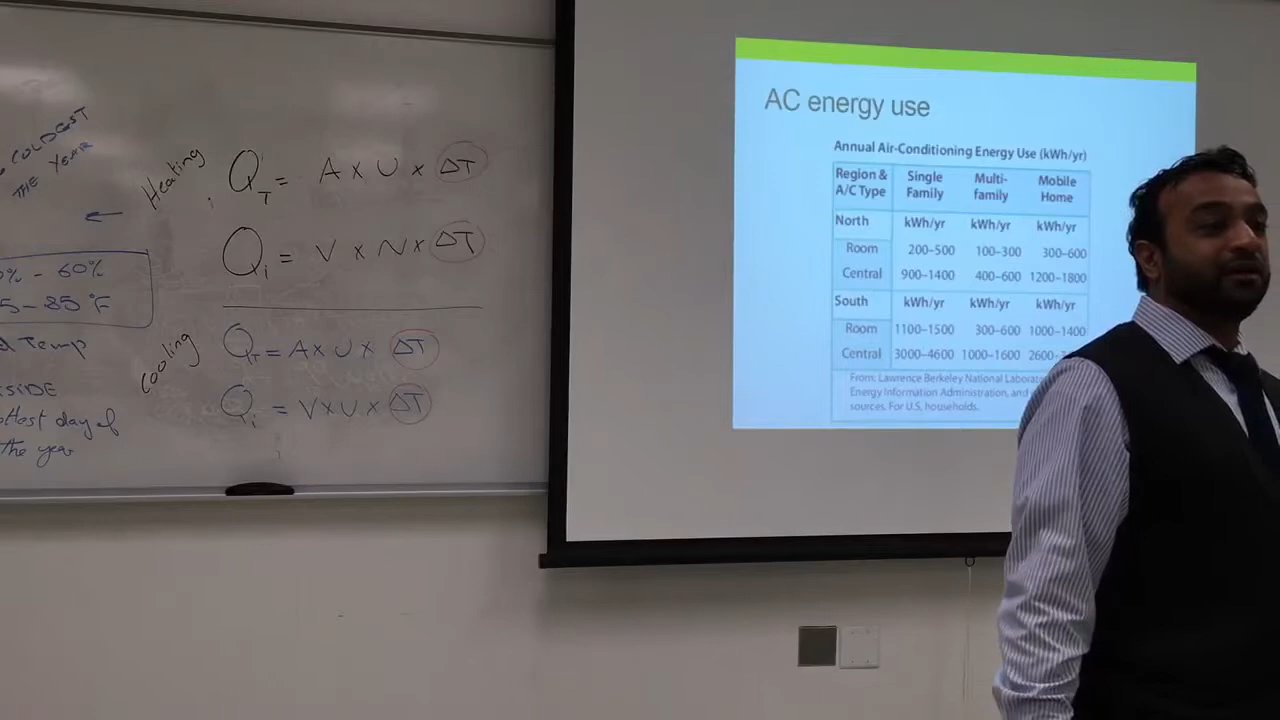 COLDEST
THE YEAR
←
% - 60%
5 - 85 °F
Temp
SIDE
day of
the year
Heating
Q_T = A x U x ΔT
Q_i = V x N x ΔT
Cooling
Q_T = A x U x ΔT
Q_i = V x U x ΔT
AC energy use
Annual Air-Conditioning Energy Use (kWh/yr)
Region & A/C Type Single Family Multi-family Mobile Home
North kWh/yr kWh/yr kWh/yr
Room 200–500 100–300 300–600
Central 900–1400 400–600 1200–1800
South kWh/yr kWh/yr kWh/yr
Room 1100–1500 300–600 1000–1400
Central 3000–4600 1000–1600 2600–
From: Lawrence Berkeley National
Energy Information Administration, and
sources. For U.S. households.